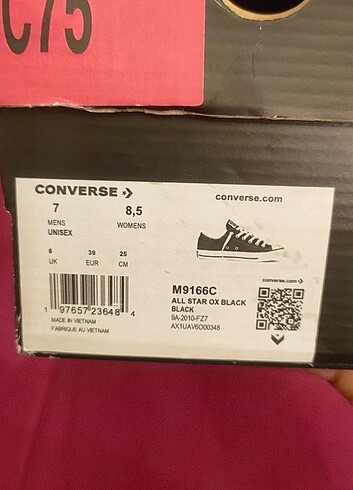 C75
CONVERSE
converse.com
7 8,5
MENS WOMENS
UNISEX
6 39 25
UK EUR CM
M9166C
ALL STAR OX BLACK
BLACK
9A-2010-FZ7
AX1UAV6O00348
converse.com
1 97657 23648 4
MADE IN VIETNAM
FABRIQUE AU VIETNAM